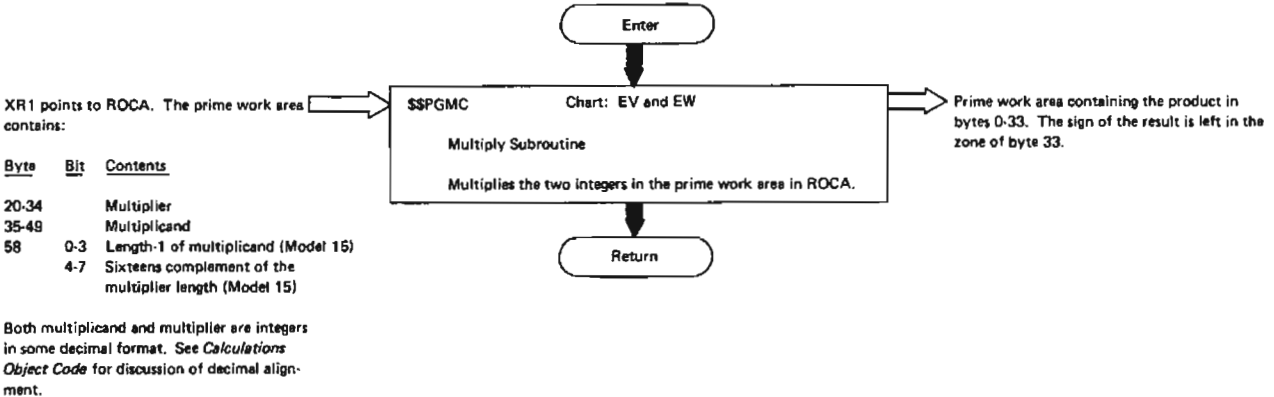 Enter
XR1 points to ROCA. The prime work area
contains:
Byte Bit Contents
20-34 Multiplier
35-49 Multiplicand
58 0-3 Length-1 of multiplicand (Model 15)
4-7 Sixteens complement of the
multiplier length (Model 15)
Both multiplicand and multiplier are integers
in some decimal format. See Calculations
Object Code for discussion of decimal align-
ment.
$$PGMC Chart: EV and EW
Multiply Subroutine
Multiplies the two integers in the prime work area in ROCA.
Return
Prime work area containing the product in
bytes 0-33. The sign of the result is left in the
zone of byte 33.